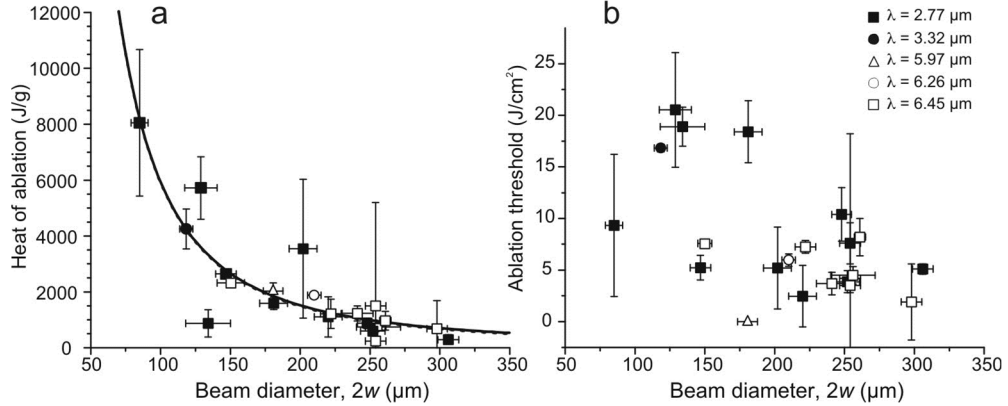 a
12000
10000
8000
6000
4000
2000
0
Heat of ablation (J/g)
50 100 150 200 250 300 350
Beam diameter, 2w (µm)
b
λ = 2.77 µm
λ = 3.32 µm
λ = 5.97 µm
λ = 6.26 µm
λ = 6.45 µm
25
20
15
10
5
0
Ablation threshold (J/cm²)
50 100 150 200 250 300 350
Beam diameter, 2w (µm)